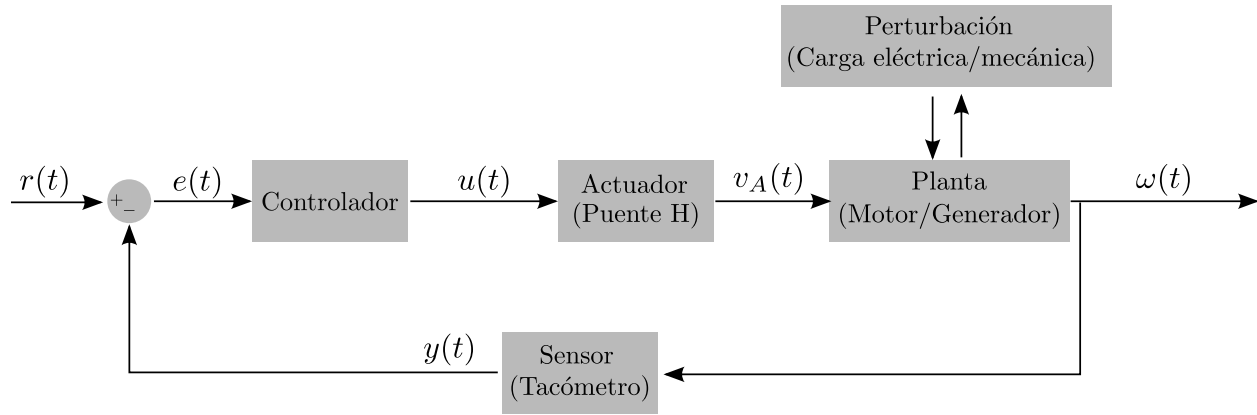 Perturbación
(Carga eléctrica/mecánica)
r(t)
+
−
e(t)
Controlador
u(t)
Actuador
(Puente H)
v_A(t)
Planta
(Motor/Generador)
ω(t)
y(t)
Sensor
(Tacómetro)